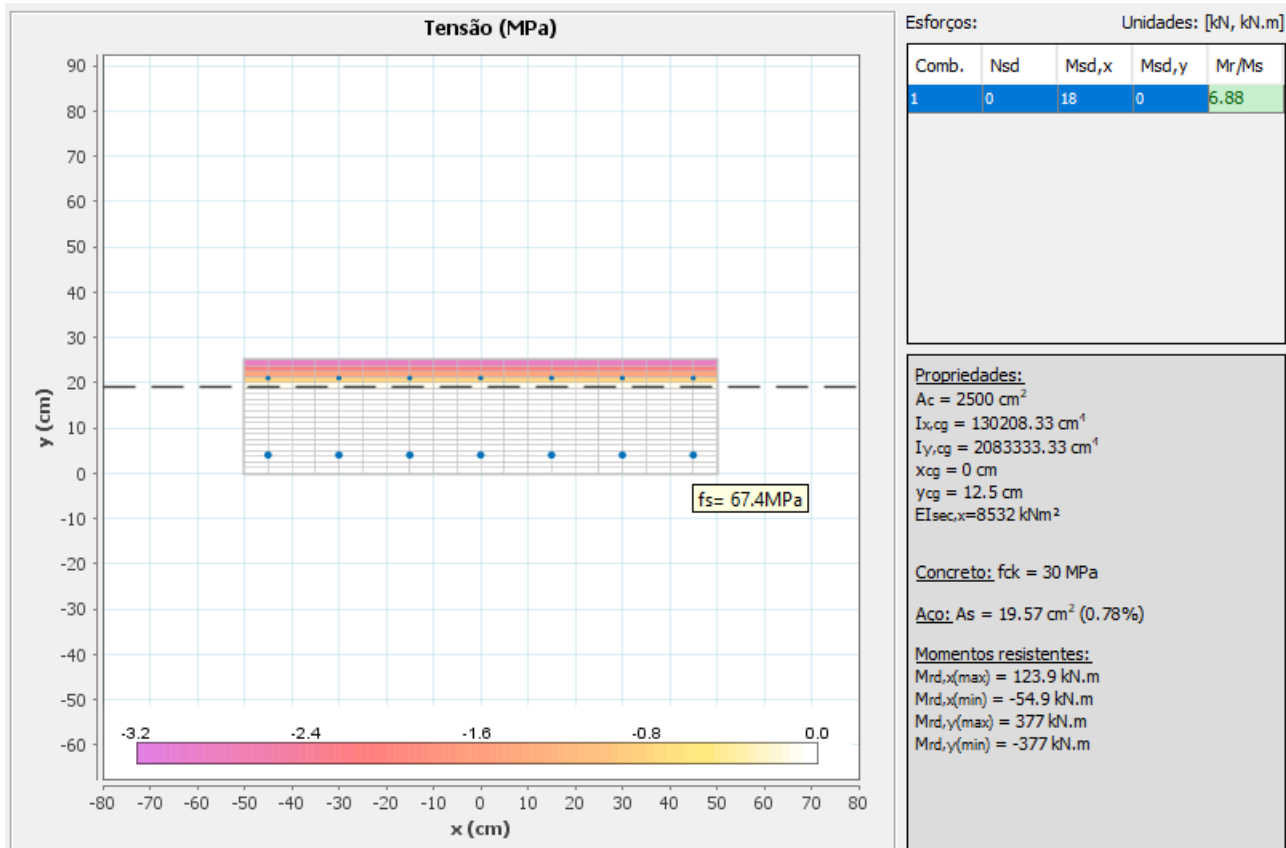 Tensão (MPa)
90
80
70
60
50
40
30
20
10
0
-10
-20
-30
-40
-50
-60
y (cm)
fs= 67.4MPa
-3.2 -2.4 -1.6 -0.8 0.0
-80 -70 -60 -50 -40 -30 -20 -10 0 10 20 30 40 50 60 70 80
x (cm)
Esforços: Unidades: [kN, kN.m]
Comb. Nsd Msd,x Msd,y Mr/Ms
1 0 18 0 6.88
Propriedades:
Ac = 2500 cm²
Ix,cg = 130208.33 cm⁴
Iy,cg = 2083333.33 cm⁴
xcg = 0 cm
ycg = 12.5 cm
EIsec,x=8532 kNm²
Concreto: fck = 30 MPa
Aço: As = 19.57 cm² (0.78%)
Momentos resistentes:
Mrd,x(max) = 123.9 kN.m
Mrd,x(min) = -54.9 kN.m
Mrd,y(max) = 377 kN.m
Mrd,y(min) = -377 kN.m